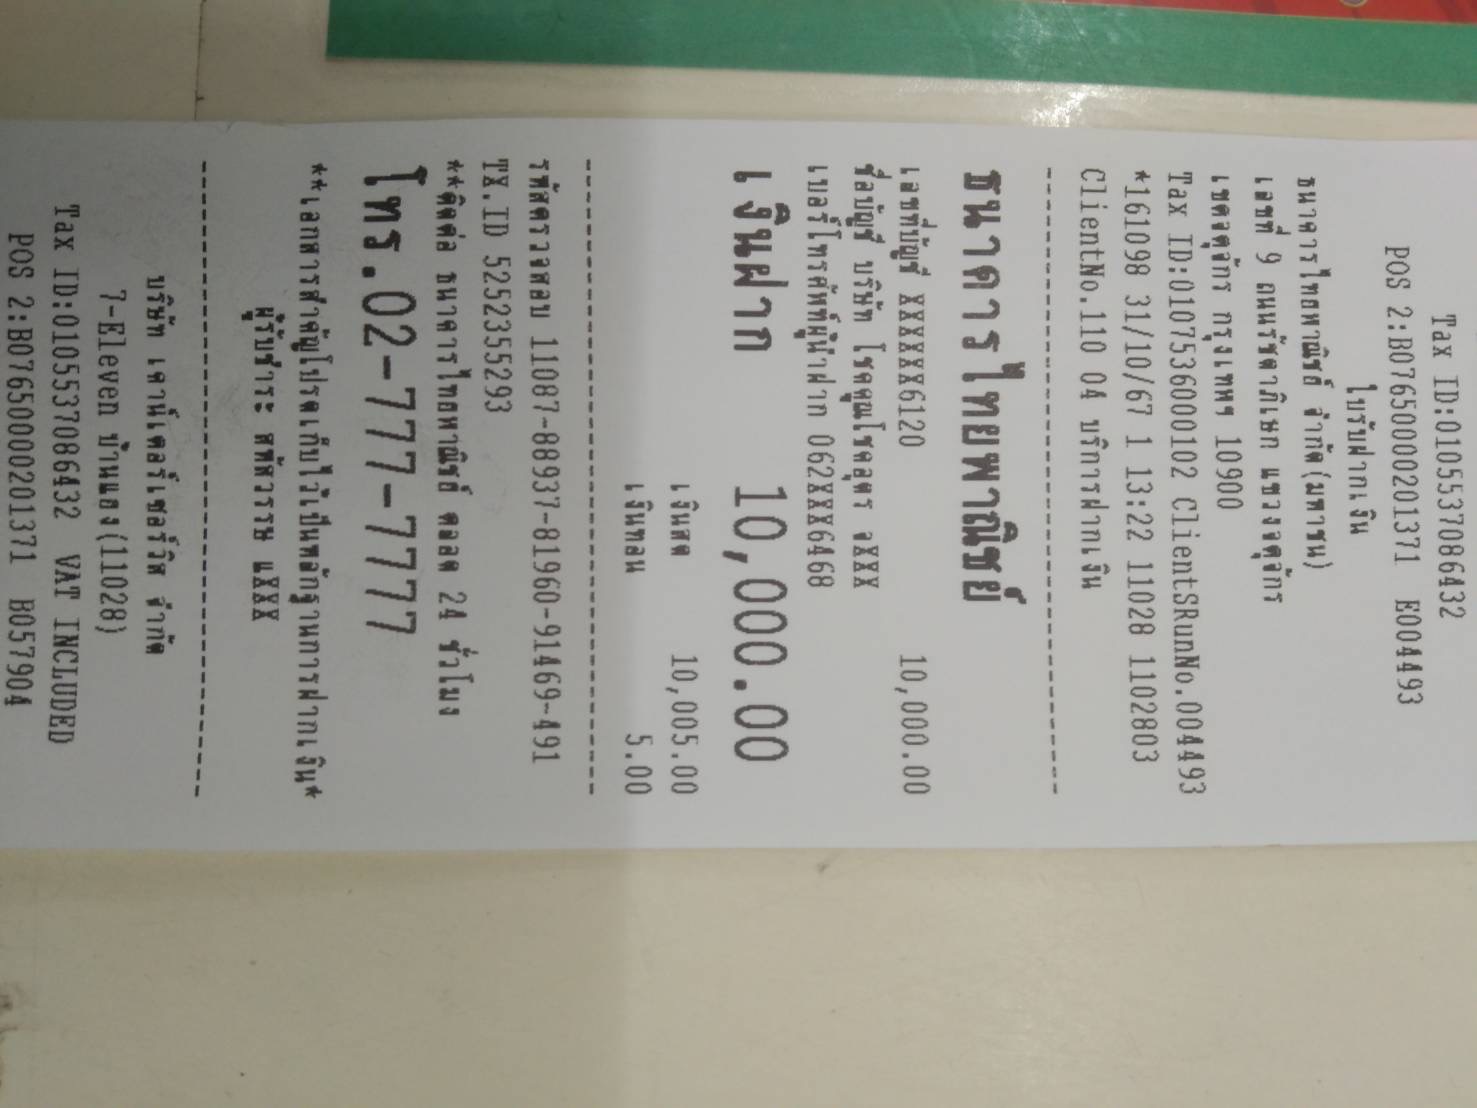 Tax ID:0105537086432
POS 2:B07650000201371 E004493
ใบรับฝากเงิน
ธนาคารไทยพาณิชย์ จำกัด(มหาชน)
เลขที่ 9 ถนนรัชดาภิเษก แขวงจตุจักร
เขตจตุจักร กรุงเทพฯ 10900
Tax ID:0107536000102 ClientSRunNo.004493
*161098 31/10/67 1 13:22 11028 1102803
ClientNo.110 04 บริการฝากเงิน
ธนาคารไทยพาณิชย์
เลขที่บัญชี XXXXXX6120 10,000.00
ชื่อบัญชี บริษัท โชคคูณโชคอุดร จXXX
เบอร์โทรศัพท์ผู้นำฝาก 062XXX6468
เงินฝาก 10,000.00
เงินสด 10,005.00
เงินทอน 5.00
รหัสตรวจสอบ 11087-88937-81960-91469-491
TX.ID 5252355293
**ติดต่อ ธนาคารไทยพาณิชย์ ตลอด 24 ชั่วโมง
โทร.02-777-7777
**เอกสารสำคัญโปรดเก็บไว้เป็นหลักฐานการฝากเงิน*
ผู้รับชำระ หทัสวรรษ แXXX
บริษัท เคาน์เตอร์เซอร์วิส จำกัด
7-Eleven บ้านแยง(11028)
Tax ID:0105537086432 VAT INCLUDED
POS 2:B07650000201371 B057904